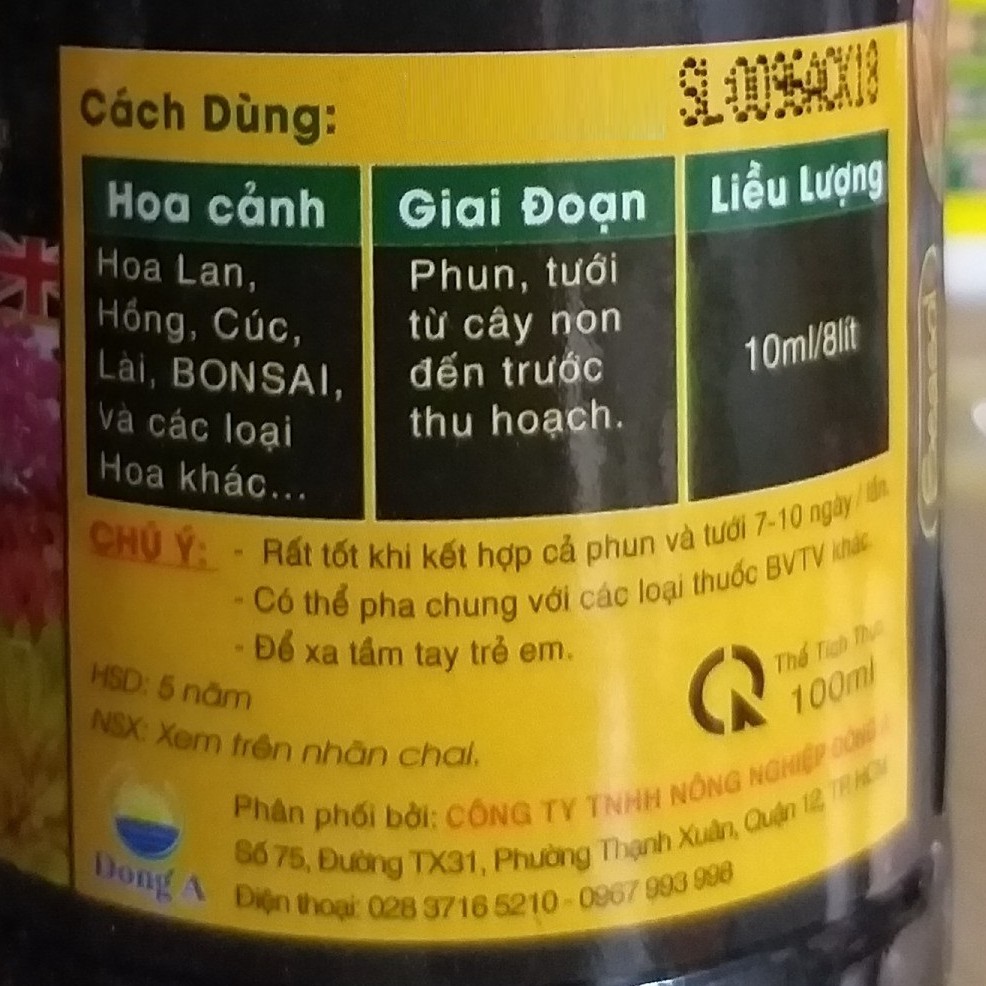 Cách Dùng:
SL:0096ACX18
Hoa cảnh
Giai Đoạn
Liều Lượng
Hoa Lan,
Hồng, Cúc,
Lài, BONSAI,
và các loại
Hoa khác...
Phun, tưới
từ cây non
đến trước
thu hoạch.
10ml/8lít
CHÚ Ý: - Rất tốt khi kết hợp cả phun và tưới 7-10 ngày / lần.
- Có thể pha chung với các loại thuốc BVTV khác.
- Để xa tầm tay trẻ em.
HSD: 5 năm
NSX: Xem trên nhãn chai.
Thể Tích Thực
100ml
Phân phối bởi: CÔNG TY TNHH NÔNG NGHIỆP ĐÔNG Á
Số 75, Đường TX31, Phường Thạnh Xuân, Quận 12, TP.HCM
Điện thoại: 028 3716 5210 - 0967 993 998
Dong A